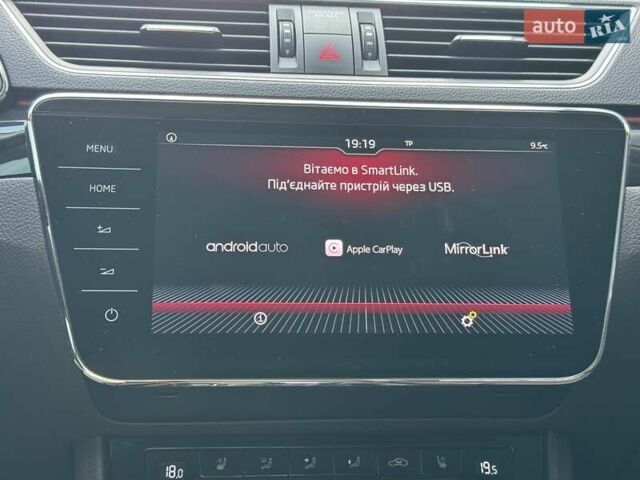 auto RIA
MENU
HOME
19:19 TP 9.5°C
Вітаємо в SmartLink.
Під'єднайте пристрій через USB.
androidauto Apple CarPlay MirrorLink
18.0 19.5